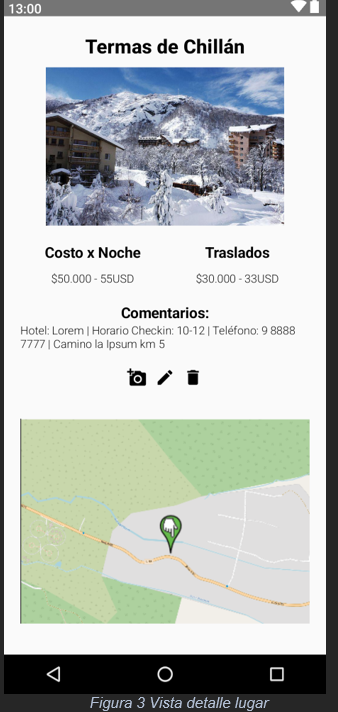 13:00
Termas de Chillán
Costo x Noche
Traslados
$50.000 - 55USD
$30.000 - 33USD
Comentarios:
Hotel: Lorem | Horario Checkin: 10-12 | Teléfono: 9 8888
7777 | Camino la Ipsum km 5
Figura 3 Vista detalle lugar